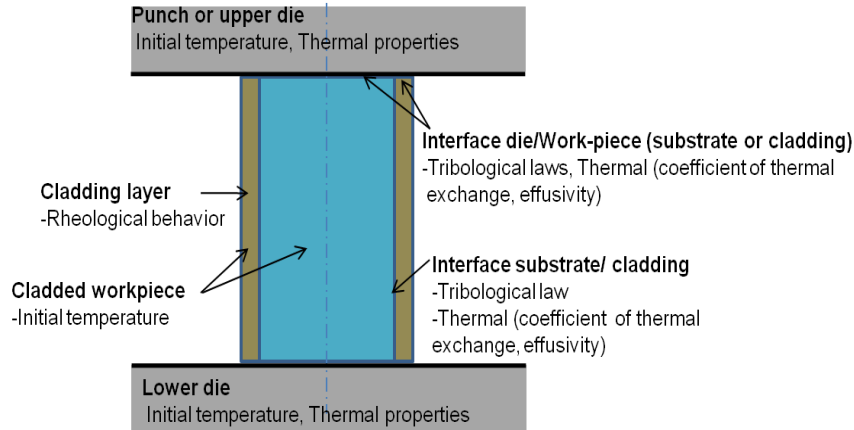 Punch or upper die
Initial temperature, Thermal properties
Interface die/Work-piece (substrate or cladding)
-Tribological laws, Thermal (coefficient of thermal
exchange, effusivity)
Cladding layer
-Rheological behavior
Interface substrate/ cladding
-Tribological law
-Thermal (coefficient of thermal
exchange, effusivity)
Cladded workpiece
-Initial temperature
Lower die
Initial temperature, Thermal properties